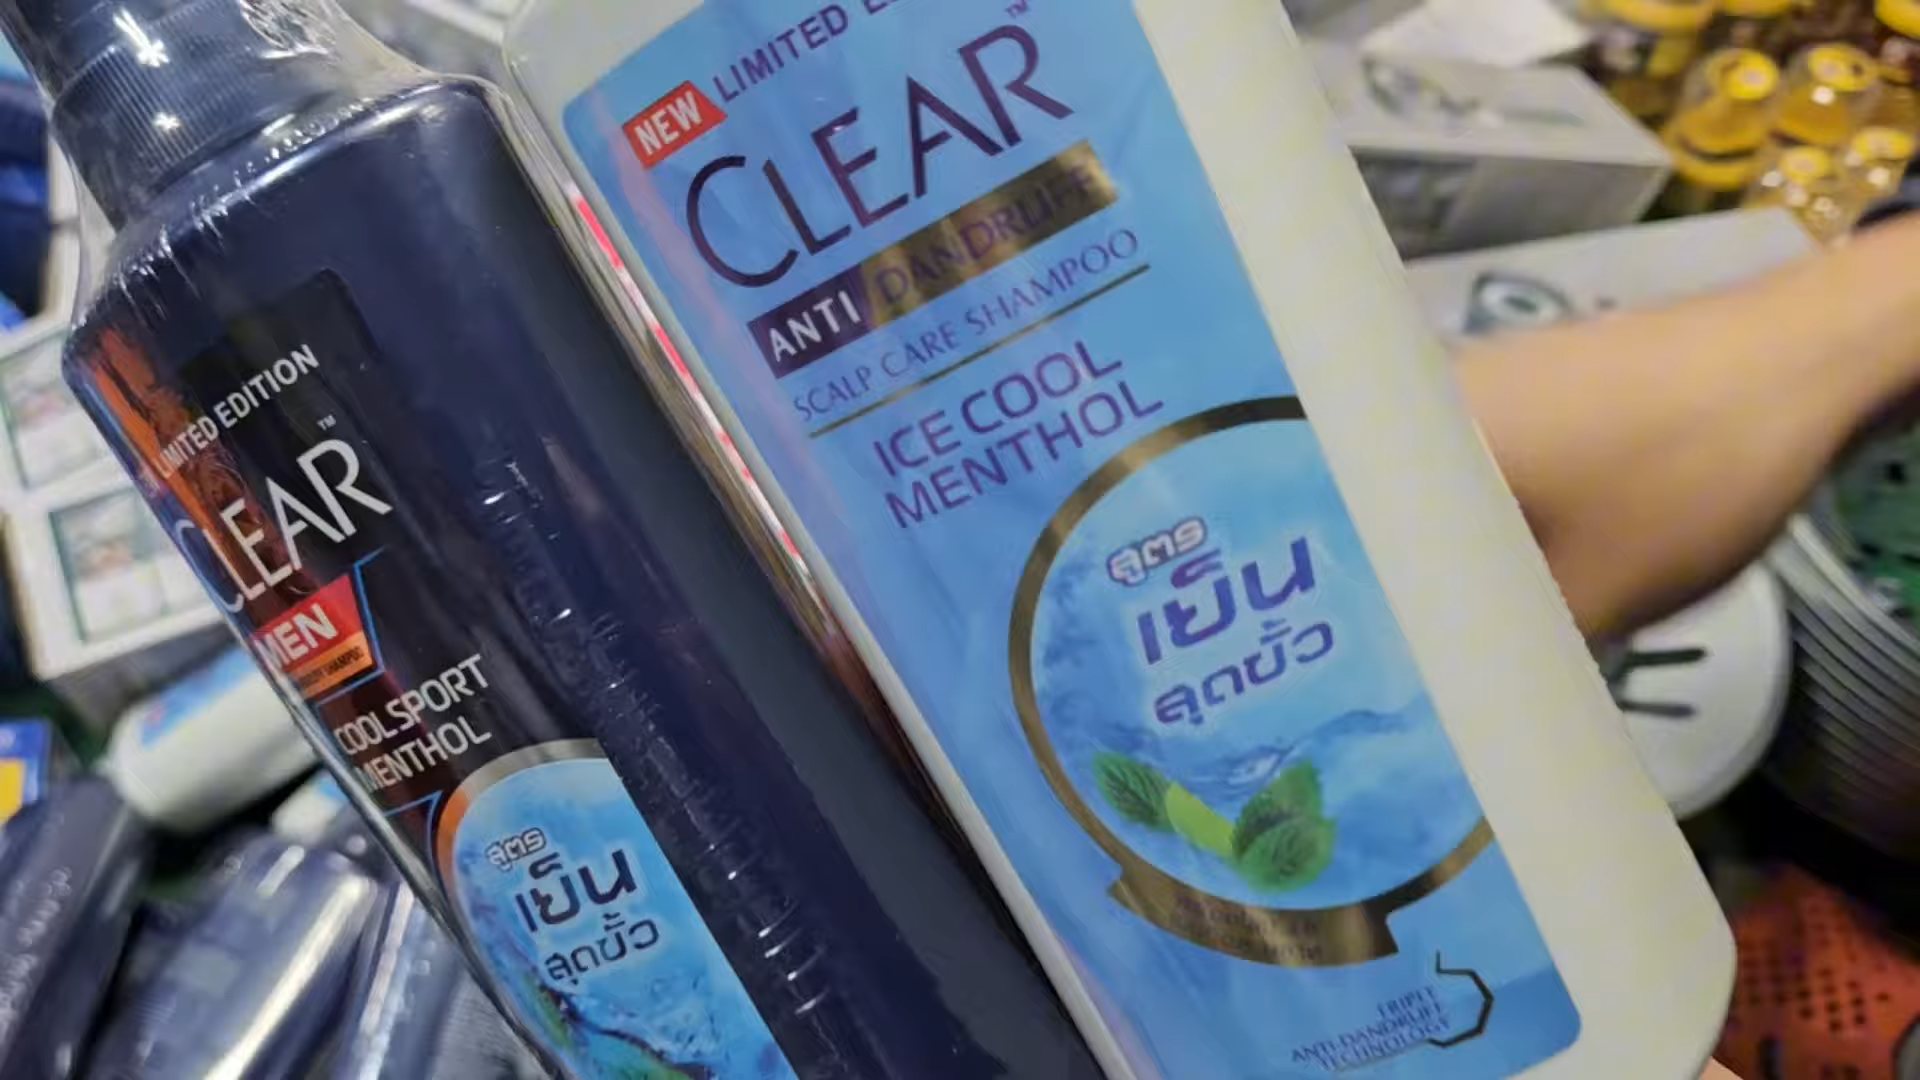 LIMITED EDITION
CLEAR™
MEN
COOL SPORT
MENTHOL
สูตร
เย็น
สุดขั้ว
NEW LIMITED
CLEAR™
ANTI DANDRUFF
SCALP CARE SHAMPOO
ICE COOL
MENTHOL
สูตร
เย็น
สุดขั้ว
TRIPLE
ANTI-DANDRUFF
TECHNOLOGY